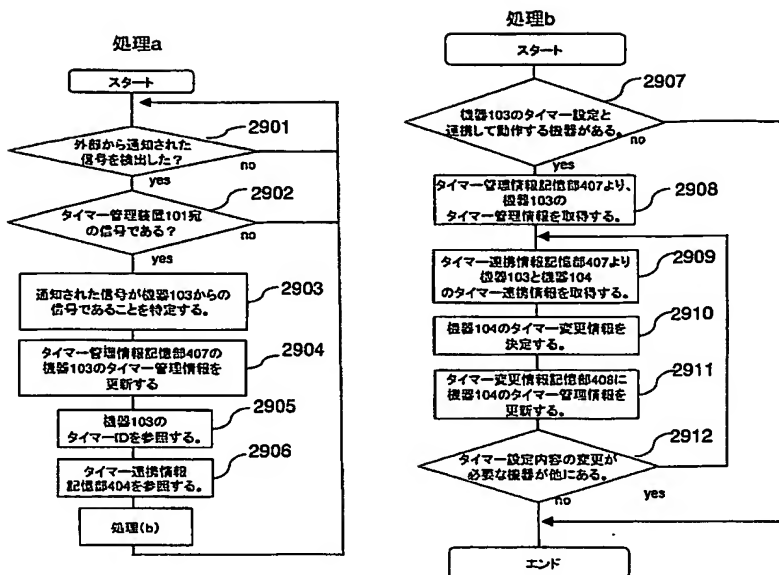 処理a
スタート
2901
外部から通知された
信号を検出した？
no
yes
2902
タイマー管理装置101宛
の信号である？
no
yes
2903
通知された信号が機器103からの
信号であることを特定する。
2904
タイマー管理情報記憶部407の
機器103のタイマー管理情報を
更新する
2905
機器103の
タイマーIDを参照する。
2906
タイマー連携情報
記憶部404を参照する。
処理(b)
処理b
スタート
2907
機器103のタイマー設定と
連携して動作する機器がある。
no
yes
2908
タイマー管理情報記憶部407より、
機器103の
タイマー管理情報を取得する。
2909
タイマー連携情報記憶部407より
機器103と機器104
のタイマー連携情報を取得する。
2910
機器104のタイマー変更情報を
決定する。
2911
タイマー変更情報記憶部408に
機器104のタイマー管理情報を
更新する。
2912
タイマー設定内容の変更が
必要な機器が他にある。
yes
no
エンド